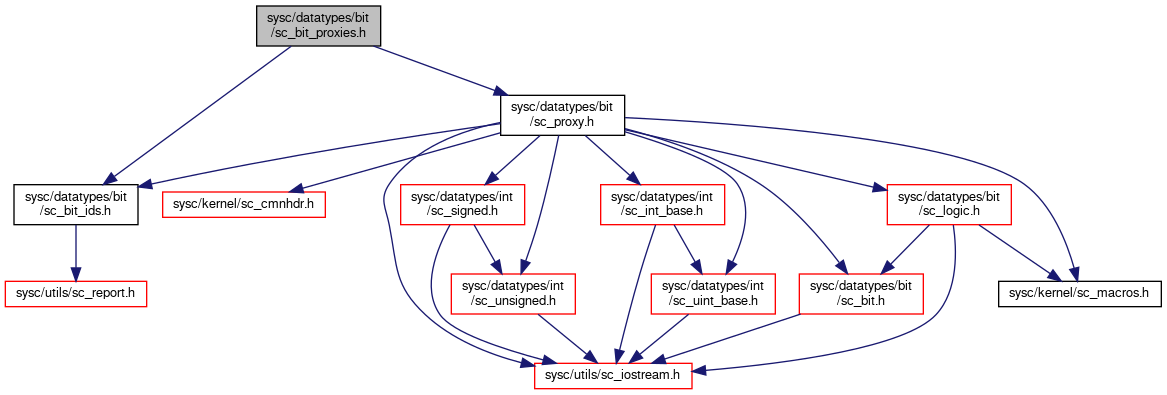 sysc/datatypes/bit
/sc_bit_proxies.h
sysc/datatypes/bit
/sc_proxy.h
sysc/datatypes/bit
/sc_bit_ids.h
sysc/kernel/sc_cmnhdr.h
sysc/datatypes/int
/sc_signed.h
sysc/datatypes/int
/sc_int_base.h
sysc/datatypes/bit
/sc_logic.h
sysc/utils/sc_report.h
sysc/datatypes/int
/sc_unsigned.h
sysc/datatypes/int
/sc_uint_base.h
sysc/datatypes/bit
/sc_bit.h
sysc/kernel/sc_macros.h
sysc/utils/sc_iostream.h